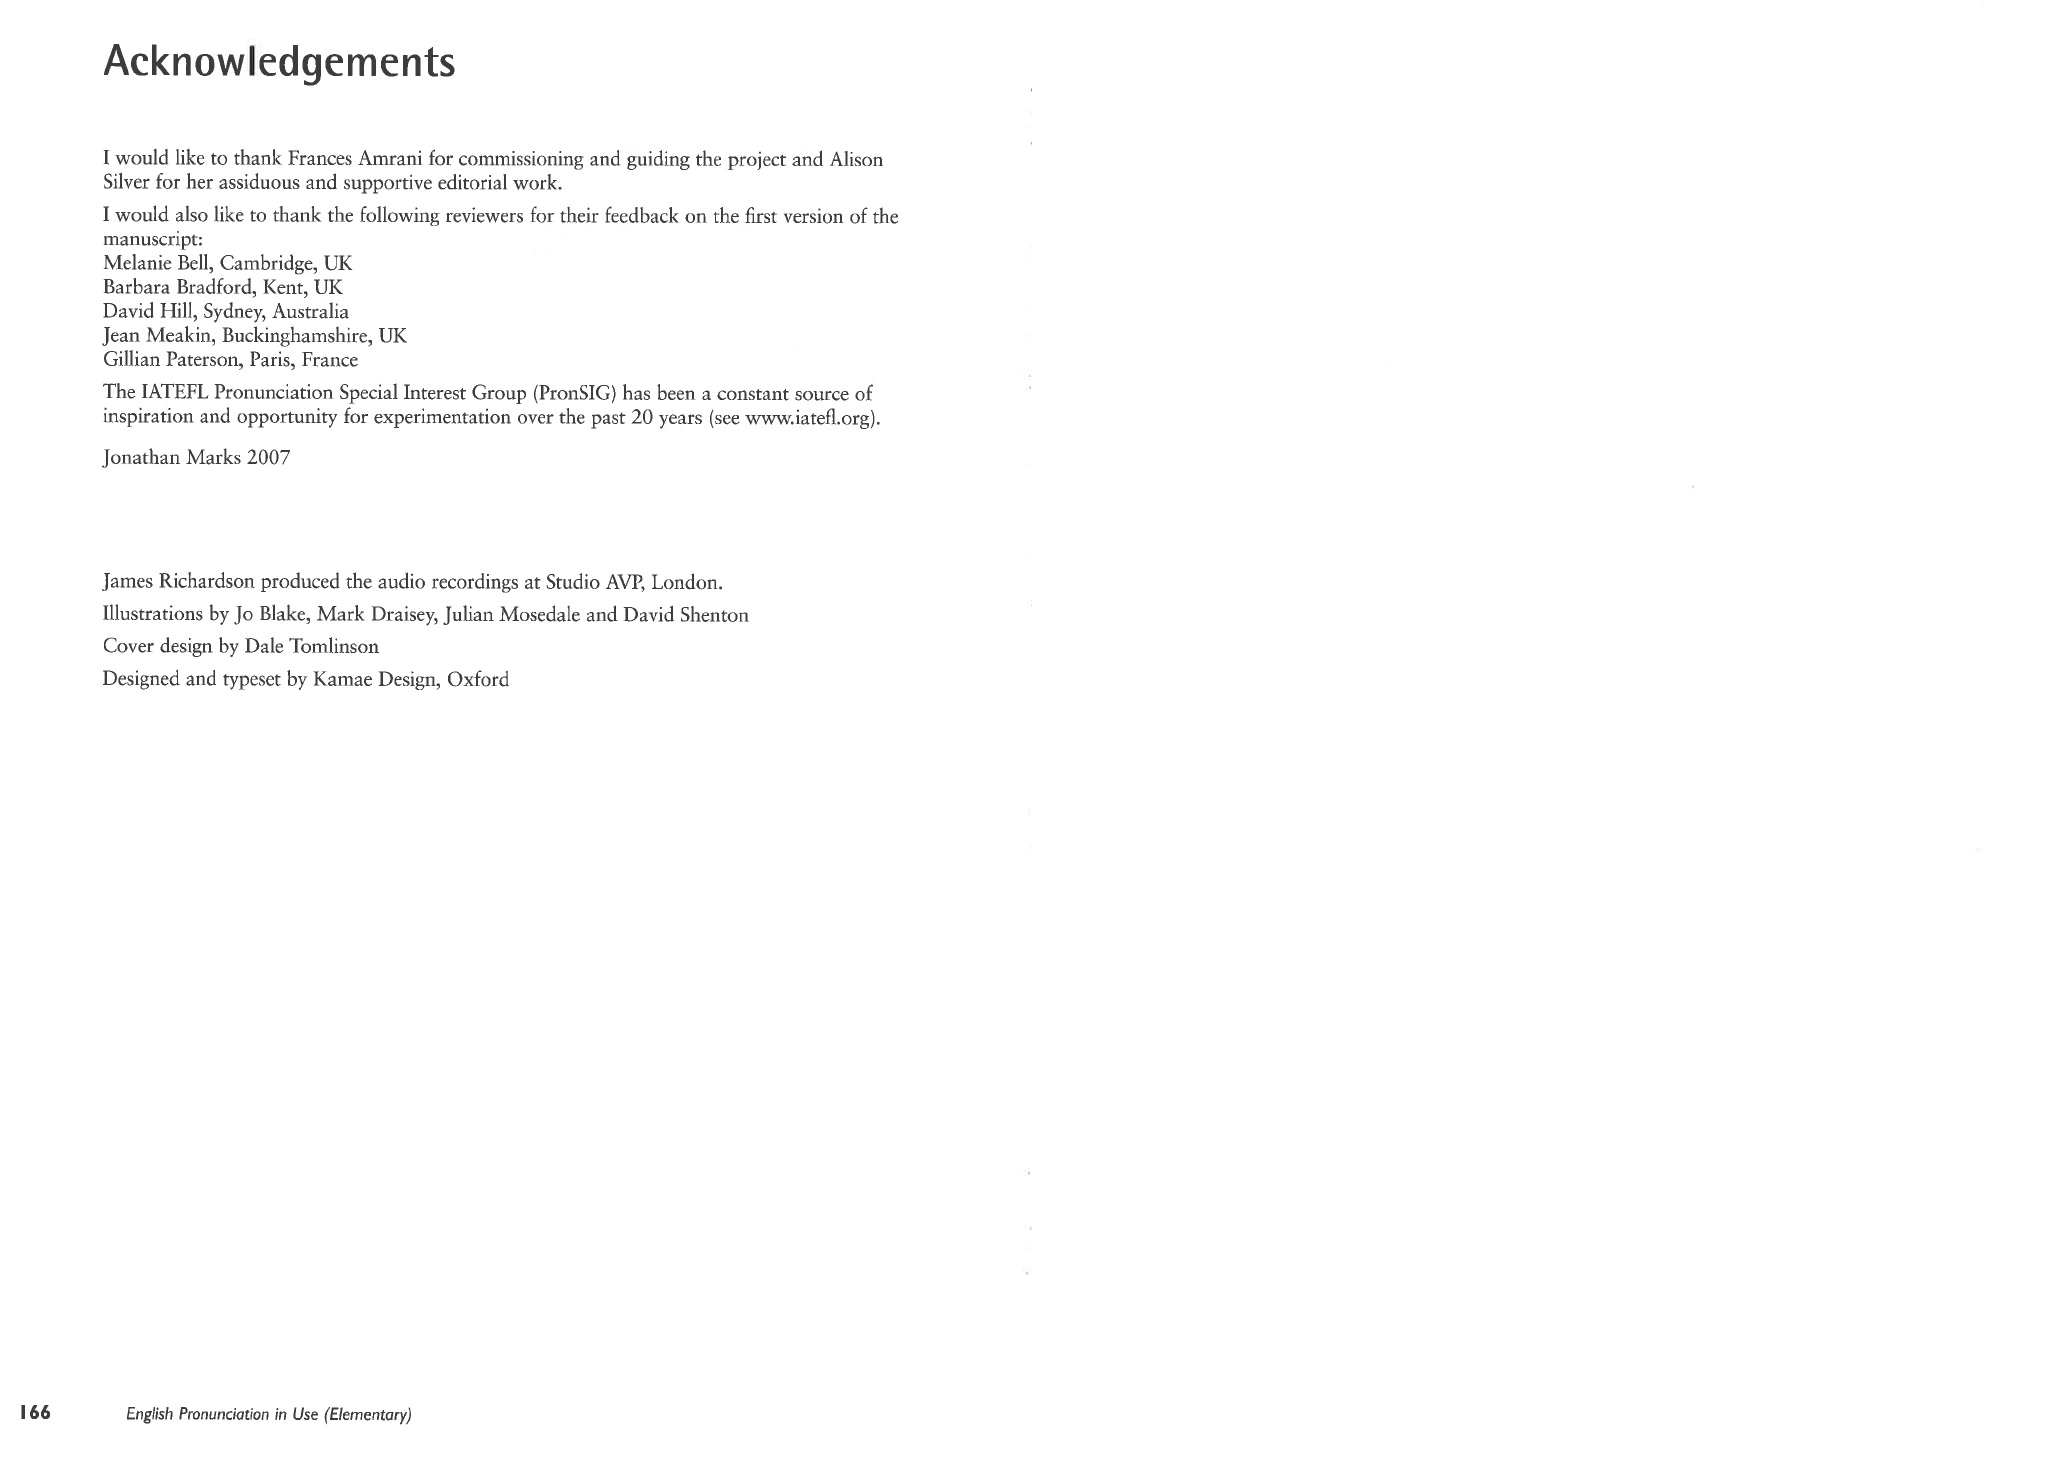 Acknowledgements
I would like to thank Frances Amrani for commissioning and guiding the project and Alison
Silver for her assiduous and supportive editorial work.
I would also like to thank the following reviewers for their feedback on the first version of the
manuscript:
Melanie Bell, Cambridge, UK
Barbara Bradford, Kent, UK
David Hill, Sydney, Australia
Jean Meakin, Buckinghamshire, UK
Gillian Paterson, Paris, France
The IATEFL Pronunciation Special Interest Group (PronSIG) has been a constant source of
inspiration and opportunity for experimentation over the past 20 years (see www.iatefl.org).
Jonathan Marks 2007
James Richardson produced the audio recordings at Studio AVP, London.
Illustrations by Jo Blake, Mark Draisey, Julian Mosedale and David Shenton
Cover design by Dale Tomlinson
Designed and typeset by Kamae Design, Oxford
166 English Pronunciation in Use (Elementary)